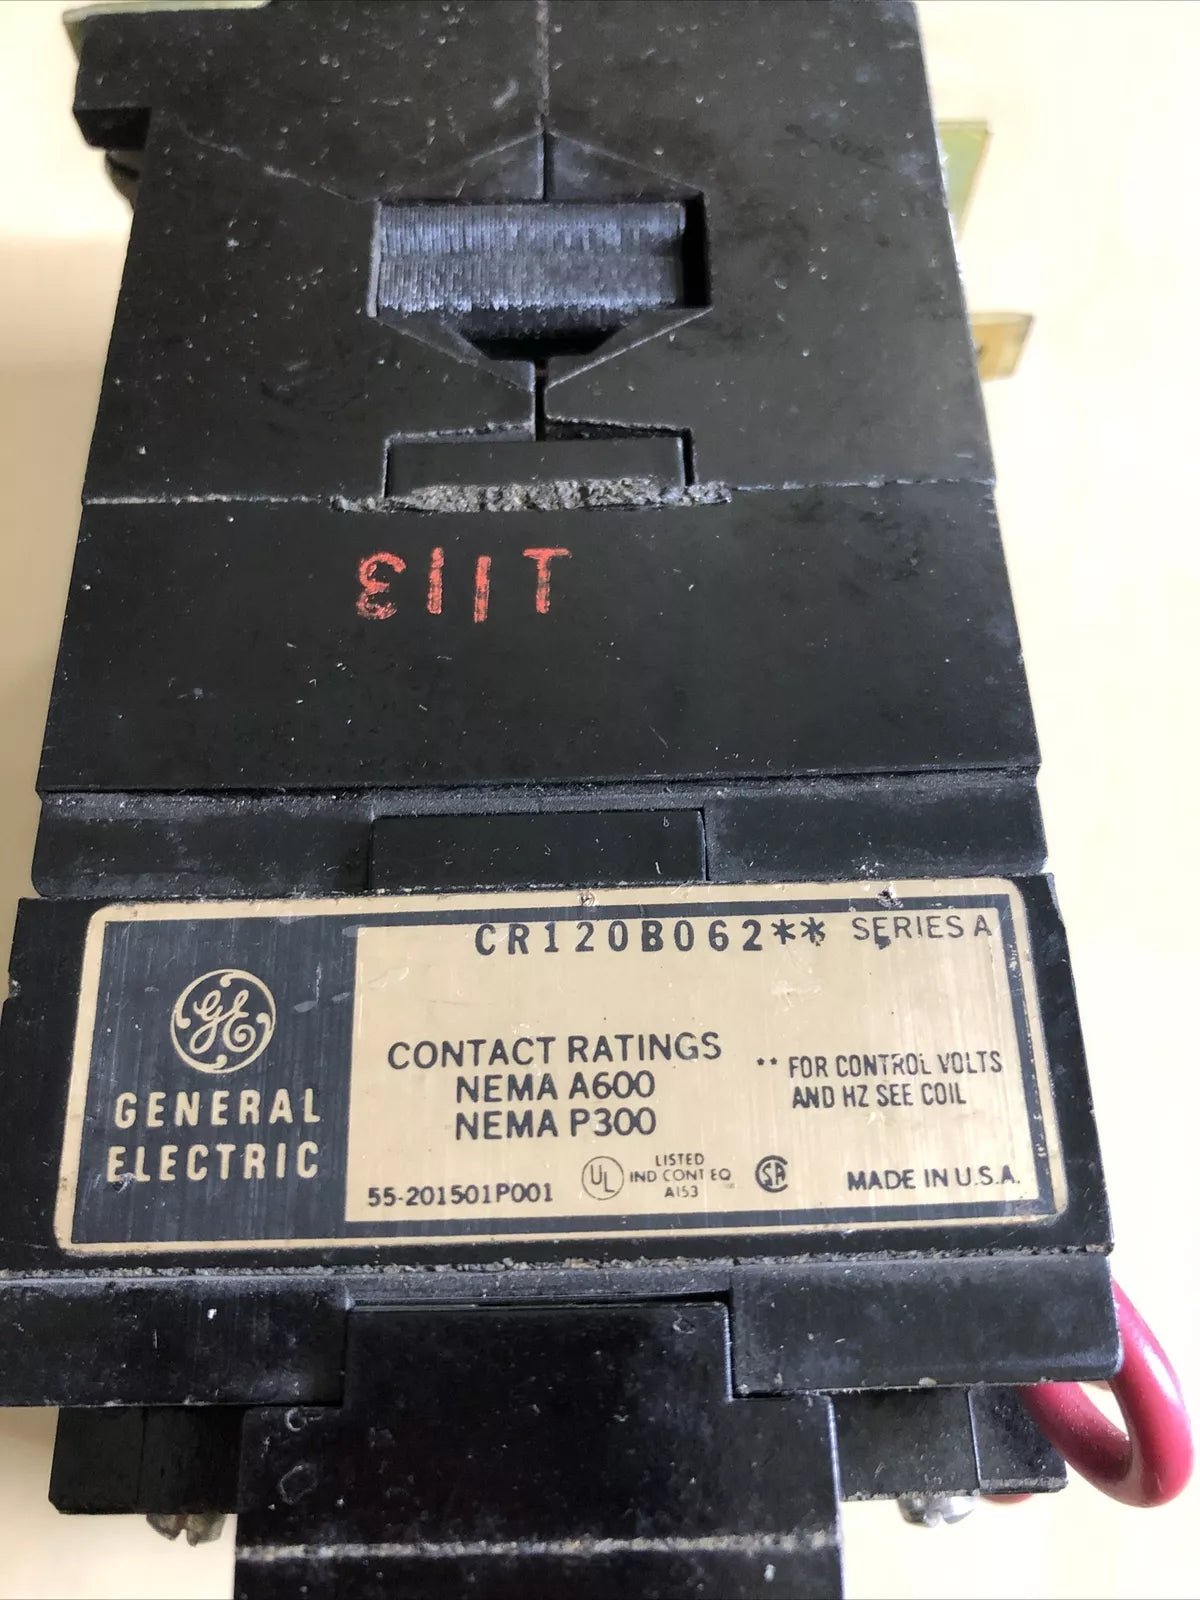 1113
CR120B062** SERIES A
GE
GENERAL
ELECTRIC
CONTACT RATINGS
NEMA A600
NEMA P300
** FOR CONTROL VOLTS
AND HZ SEE COIL
55-201501P001
UL
LISTED
IND CONT EQ
A153
SA
MADE IN U.S.A.